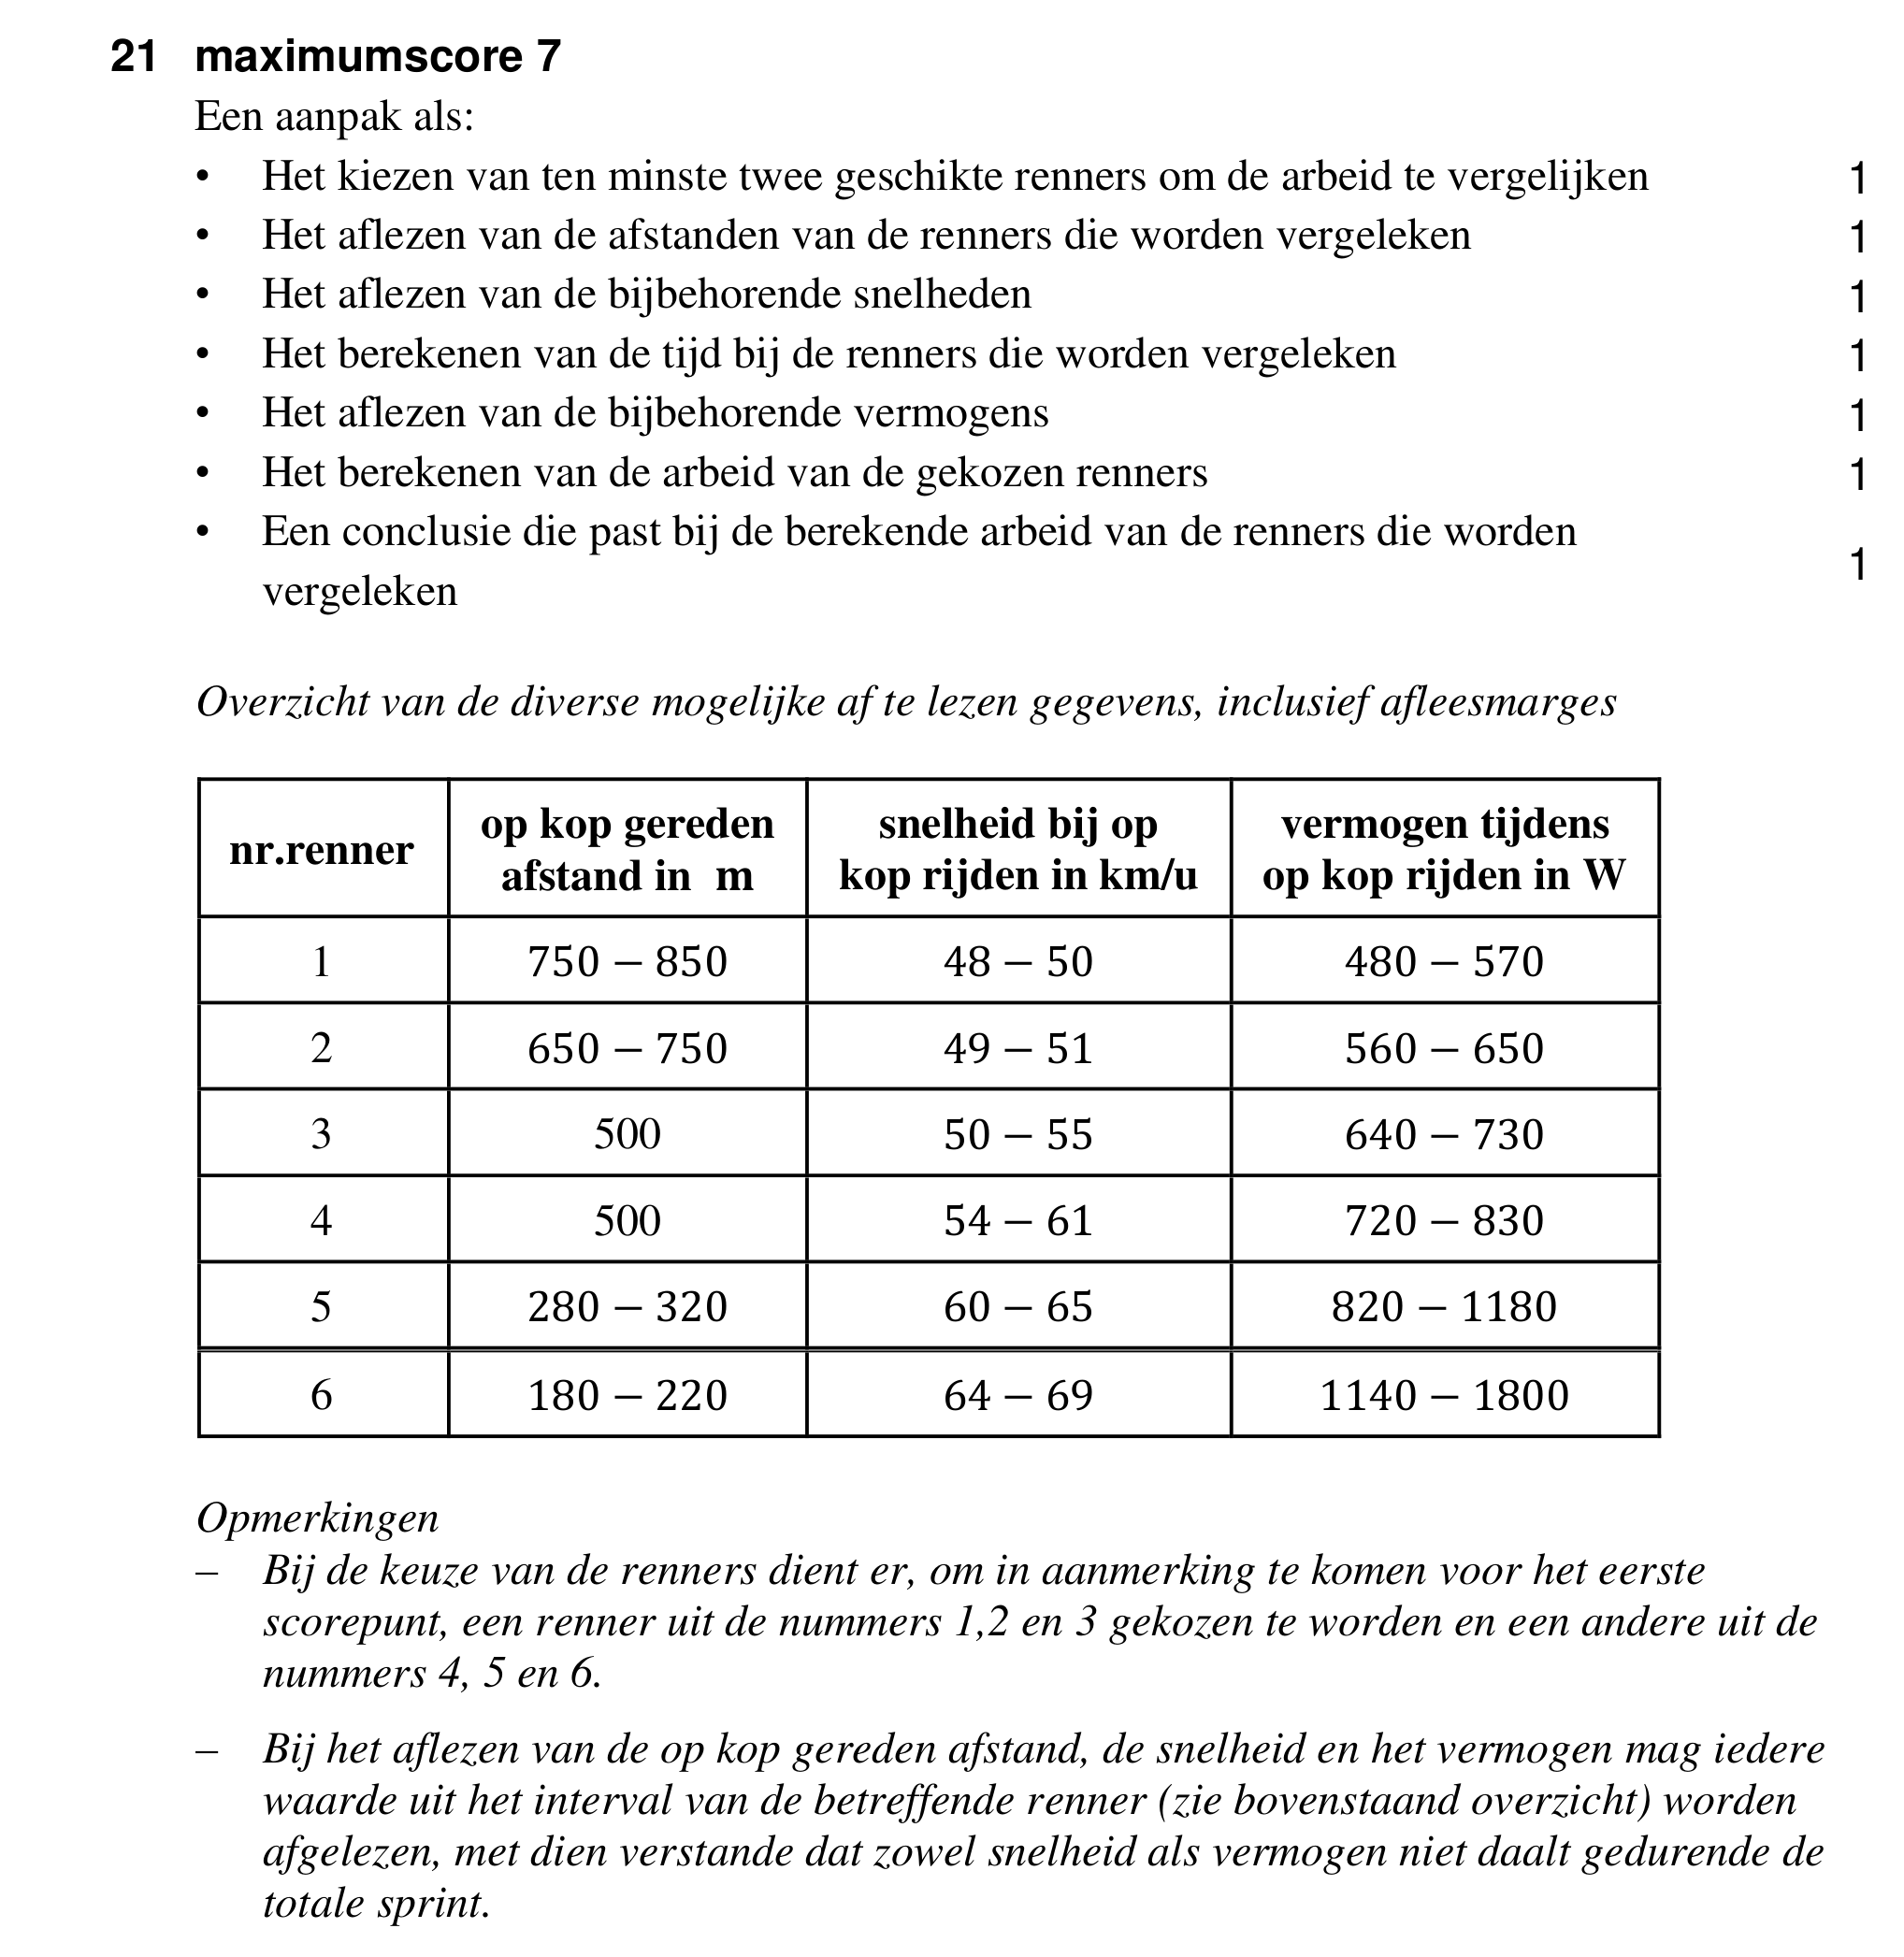 21 maximumscore 7
Een aanpak als:
• Het kiezen van ten minste twee geschikte renners om de arbeid te vergelijken 1
• Het aflezen van de afstanden van de renners die worden vergeleken 1
• Het aflezen van de bijbehorende snelheden 1
• Het berekenen van de tijd bij de renners die worden vergeleken 1
• Het aflezen van de bijbehorende vermogens 1
• Het berekenen van de arbeid van de gekozen renners 1
• Een conclusie die past bij de berekende arbeid van de renners die worden
vergeleken 1
Overzicht van de diverse mogelijke af te lezen gegevens, inclusief afleesmarges
nr.renner | op kop gereden afstand in m | snelheid bij op kop rijden in km/u | vermogen tijdens op kop rijden in W
1 | 750 – 850 | 48 – 50 | 480 – 570
2 | 650 – 750 | 49 – 51 | 560 – 650
3 | 500 | 50 – 55 | 640 – 730
4 | 500 | 54 – 61 | 720 – 830
5 | 280 – 320 | 60 – 65 | 820 – 1180
6 | 180 – 220 | 64 – 69 | 1140 – 1800
Opmerkingen
– Bij de keuze van de renners dient er, om in aanmerking te komen voor het eerste
scorepunt, een renner uit de nummers 1,2 en 3 gekozen te worden en een andere uit de
nummers 4, 5 en 6.
– Bij het aflezen van de op kop gereden afstand, de snelheid en het vermogen mag iedere
waarde uit het interval van de betreffende renner (zie bovenstaand overzicht) worden
afgelezen, met dien verstande dat zowel snelheid als vermogen niet daalt gedurende de
totale sprint.